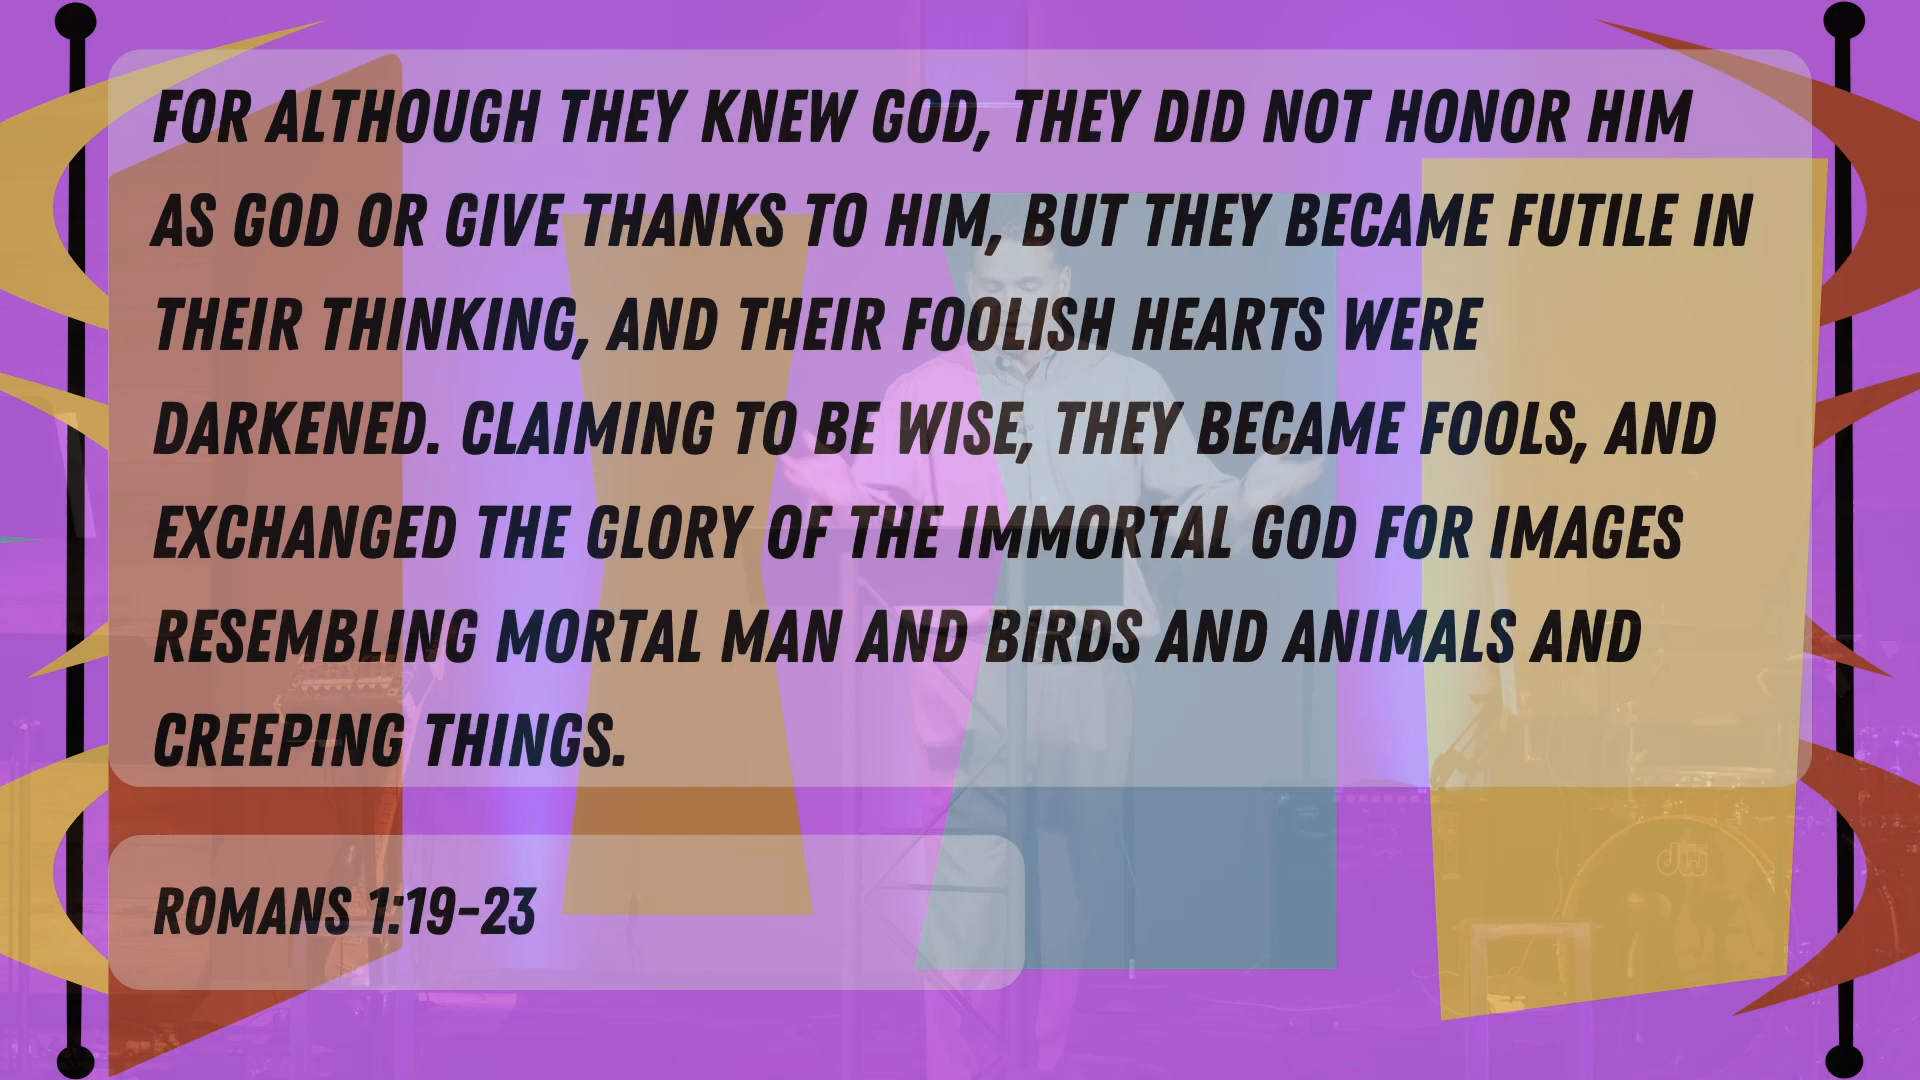 FOR ALTHOUGH THEY KNEW GOD, THEY DID NOT HONOR HIM
AS GOD OR GIVE THANKS TO HIM, BUT THEY BECAME FUTILE IN
THEIR THINKING, AND THEIR FOOLISH HEARTS WERE
DARKENED. CLAIMING TO BE WISE, THEY BECAME FOOLS, AND
EXCHANGED THE GLORY OF THE IMMORTAL GOD FOR IMAGES
RESEMBLING MORTAL MAN AND BIRDS AND ANIMALS AND
CREEPING THINGS.
ROMANS 1:19-23
dw